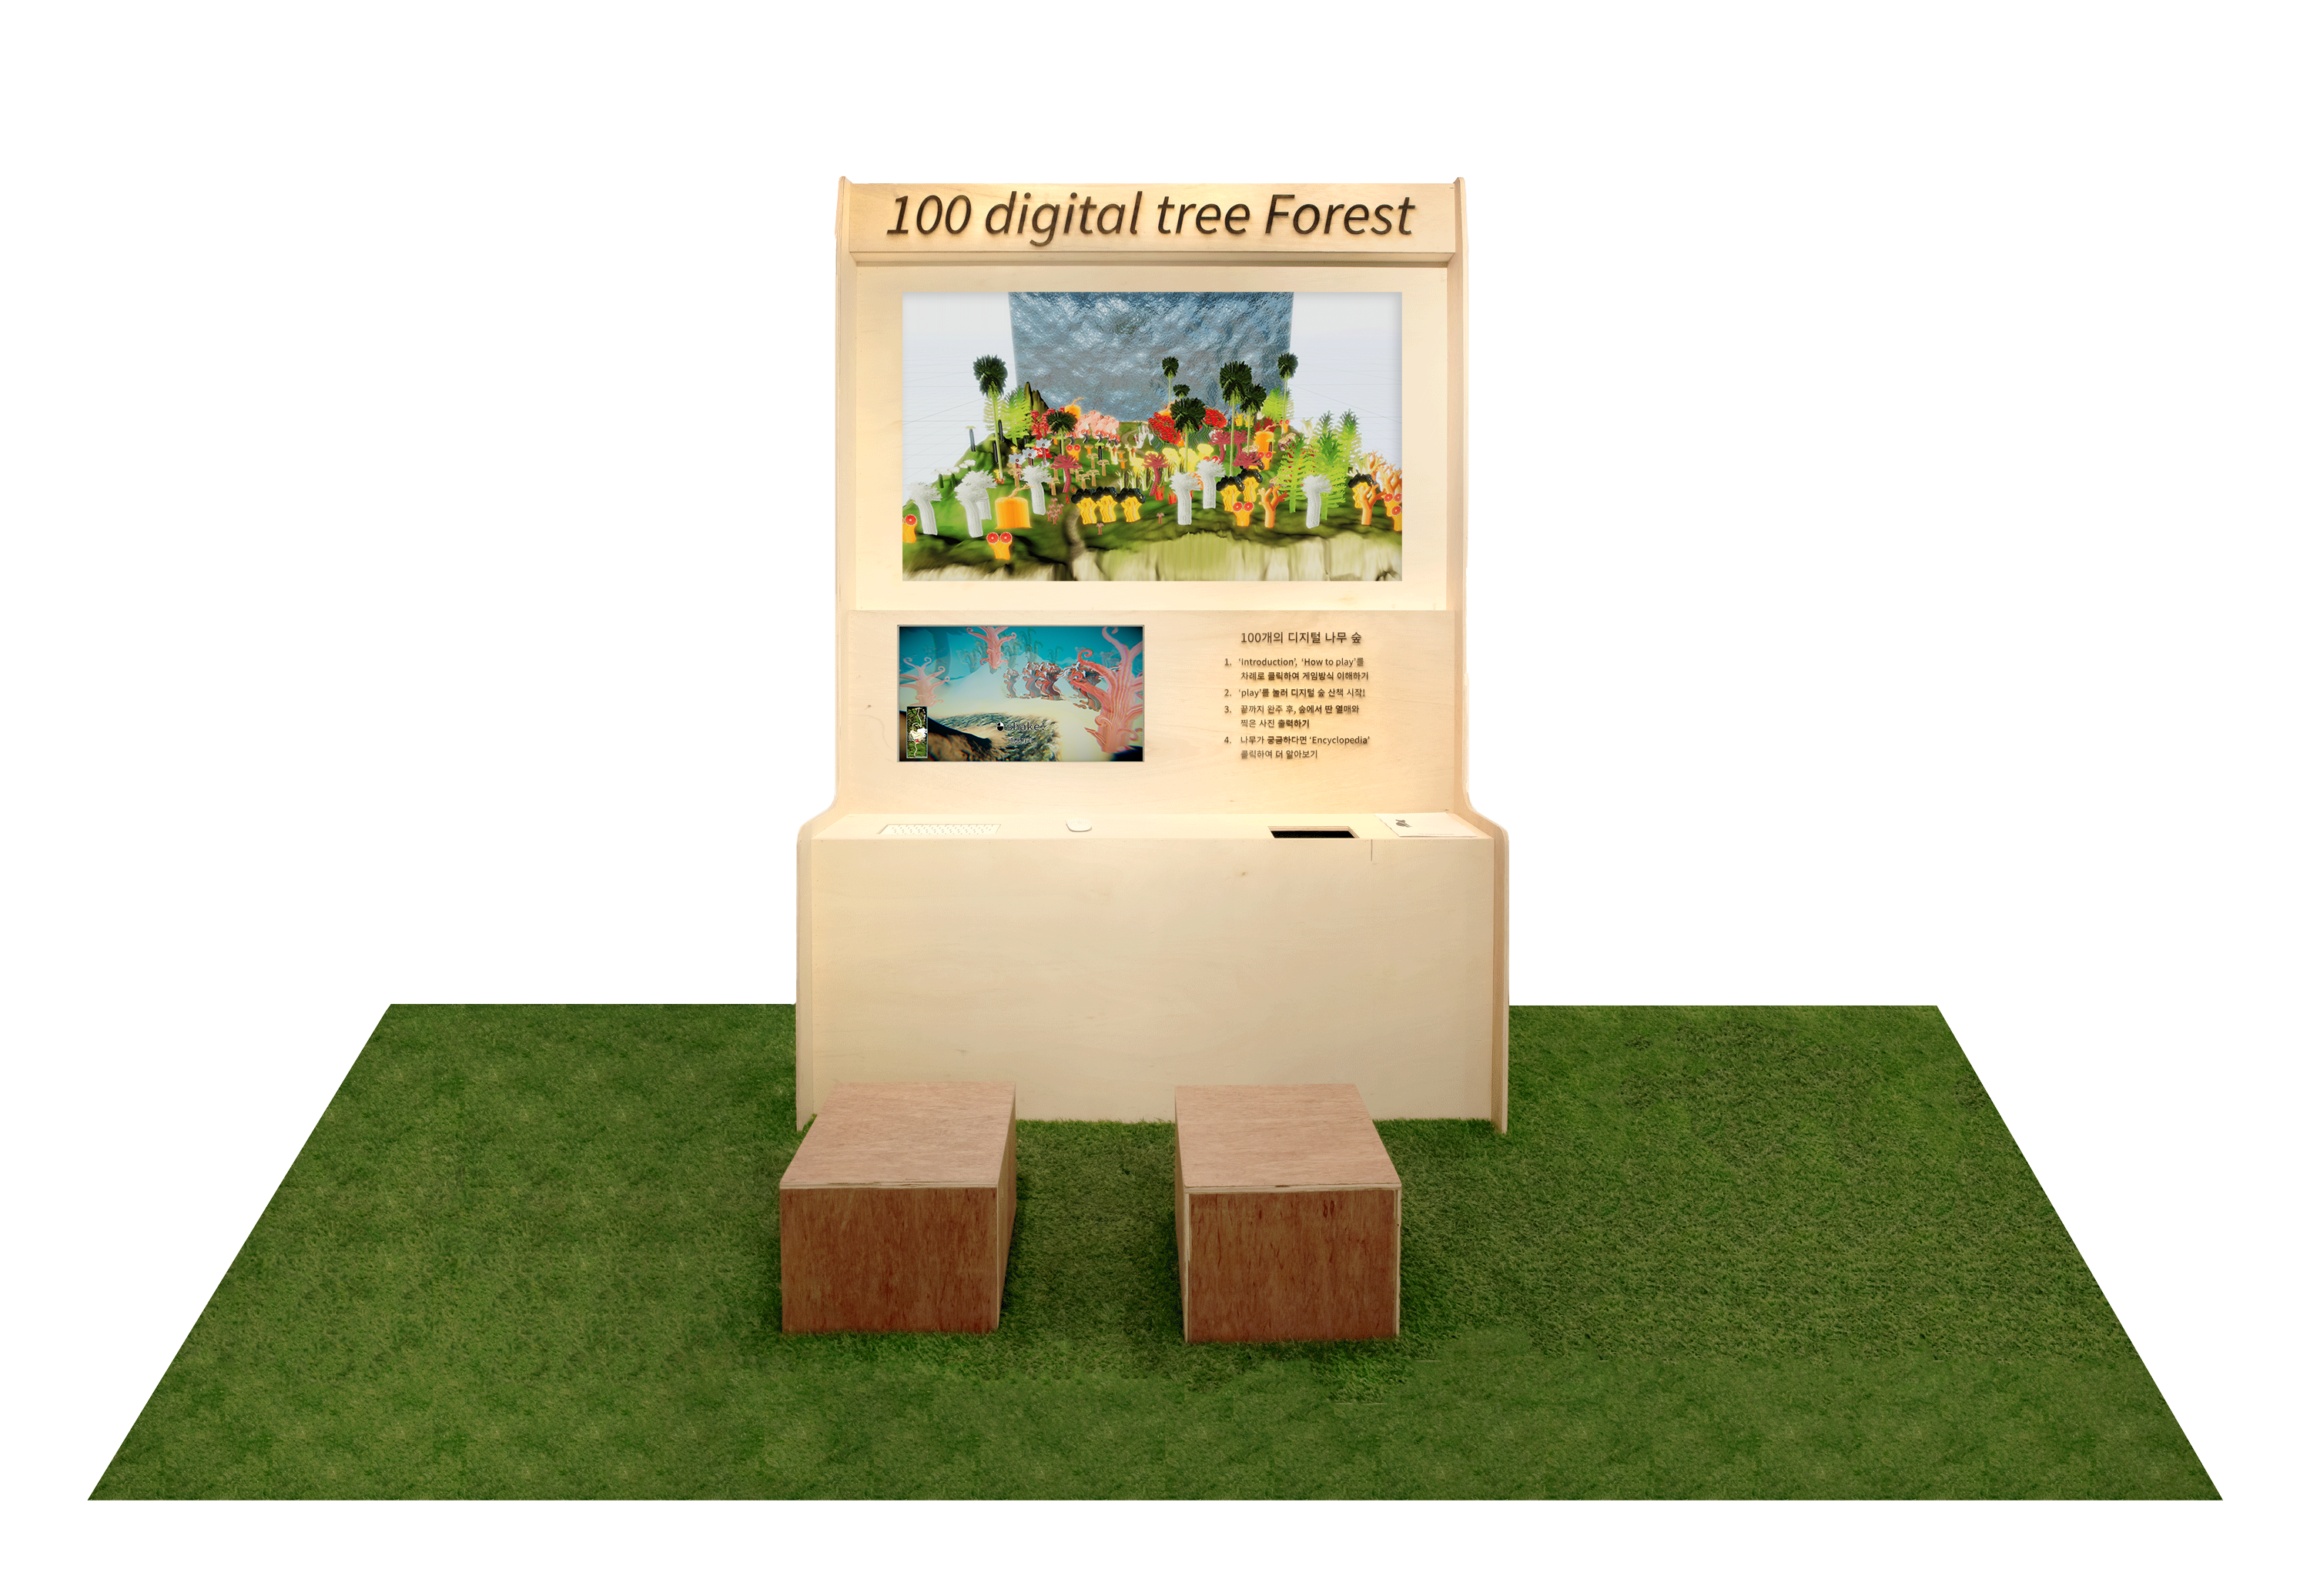 100 digital tree Forest
100개의 디지털 나무 숲
1. 'introduction', 'How to play'를
차례로 클릭하여 게임방식 이해하기
2. 'play'를 눌러 디지털 숲 산책 시작!
3. 끝까지 완주 후, 숲에서 딴 열매와
찍은 사진 출력하기
4. 나무가 궁금하다면 'Encyclopedia'
클릭하여 더 알아보기